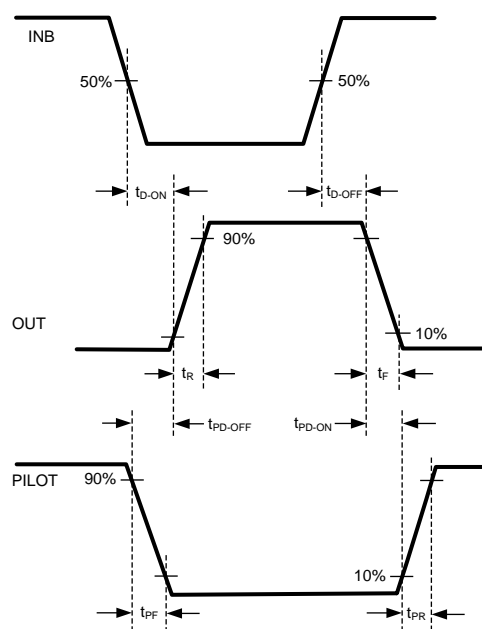 INB
50%
50%
tD-ON
tD-OFF
90%
OUT
10%
tR
tF
tPD-OFF
tPD-ON
PILOT
90%
10%
tPF
tPR